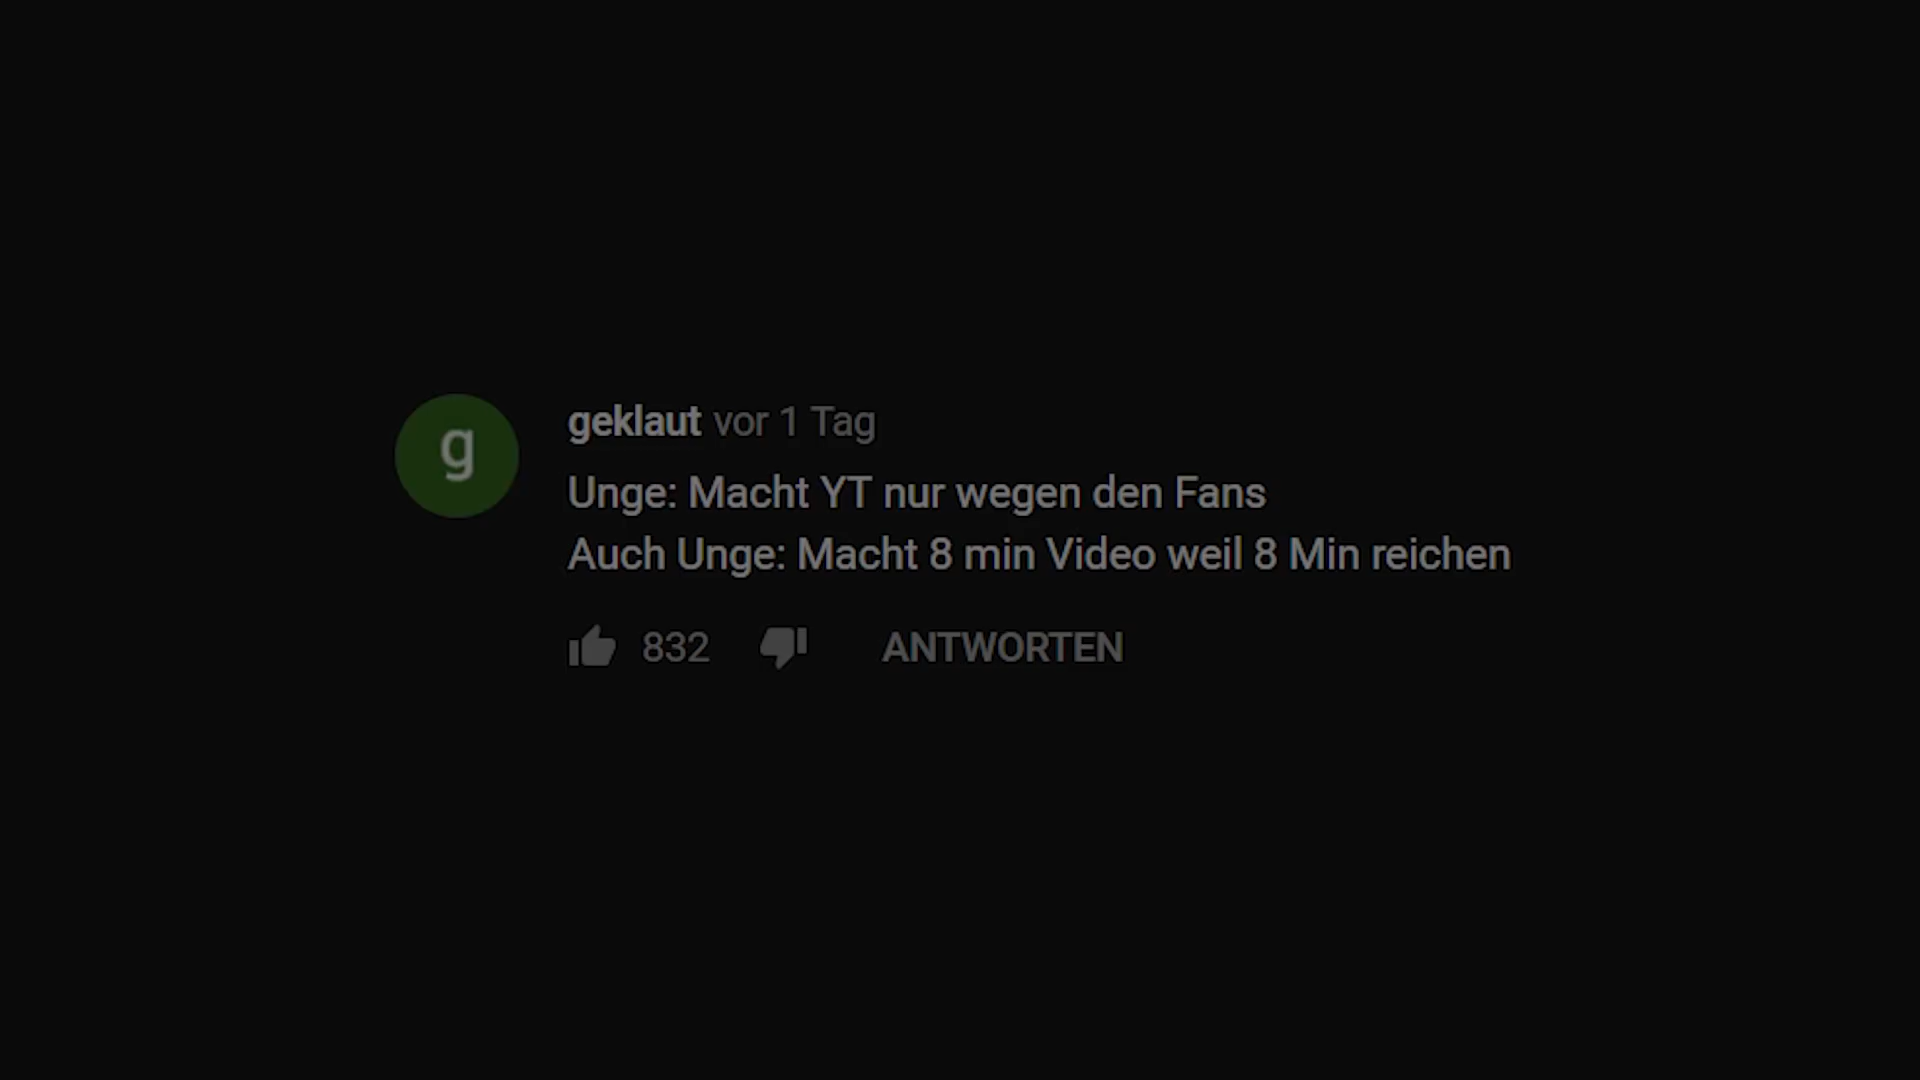 g
geklaut vor 1 Tag
Unge: Macht YT nur wegen den Fans
Auch Unge: Macht 8 min Video weil 8 Min reichen
832 ANTWORTEN